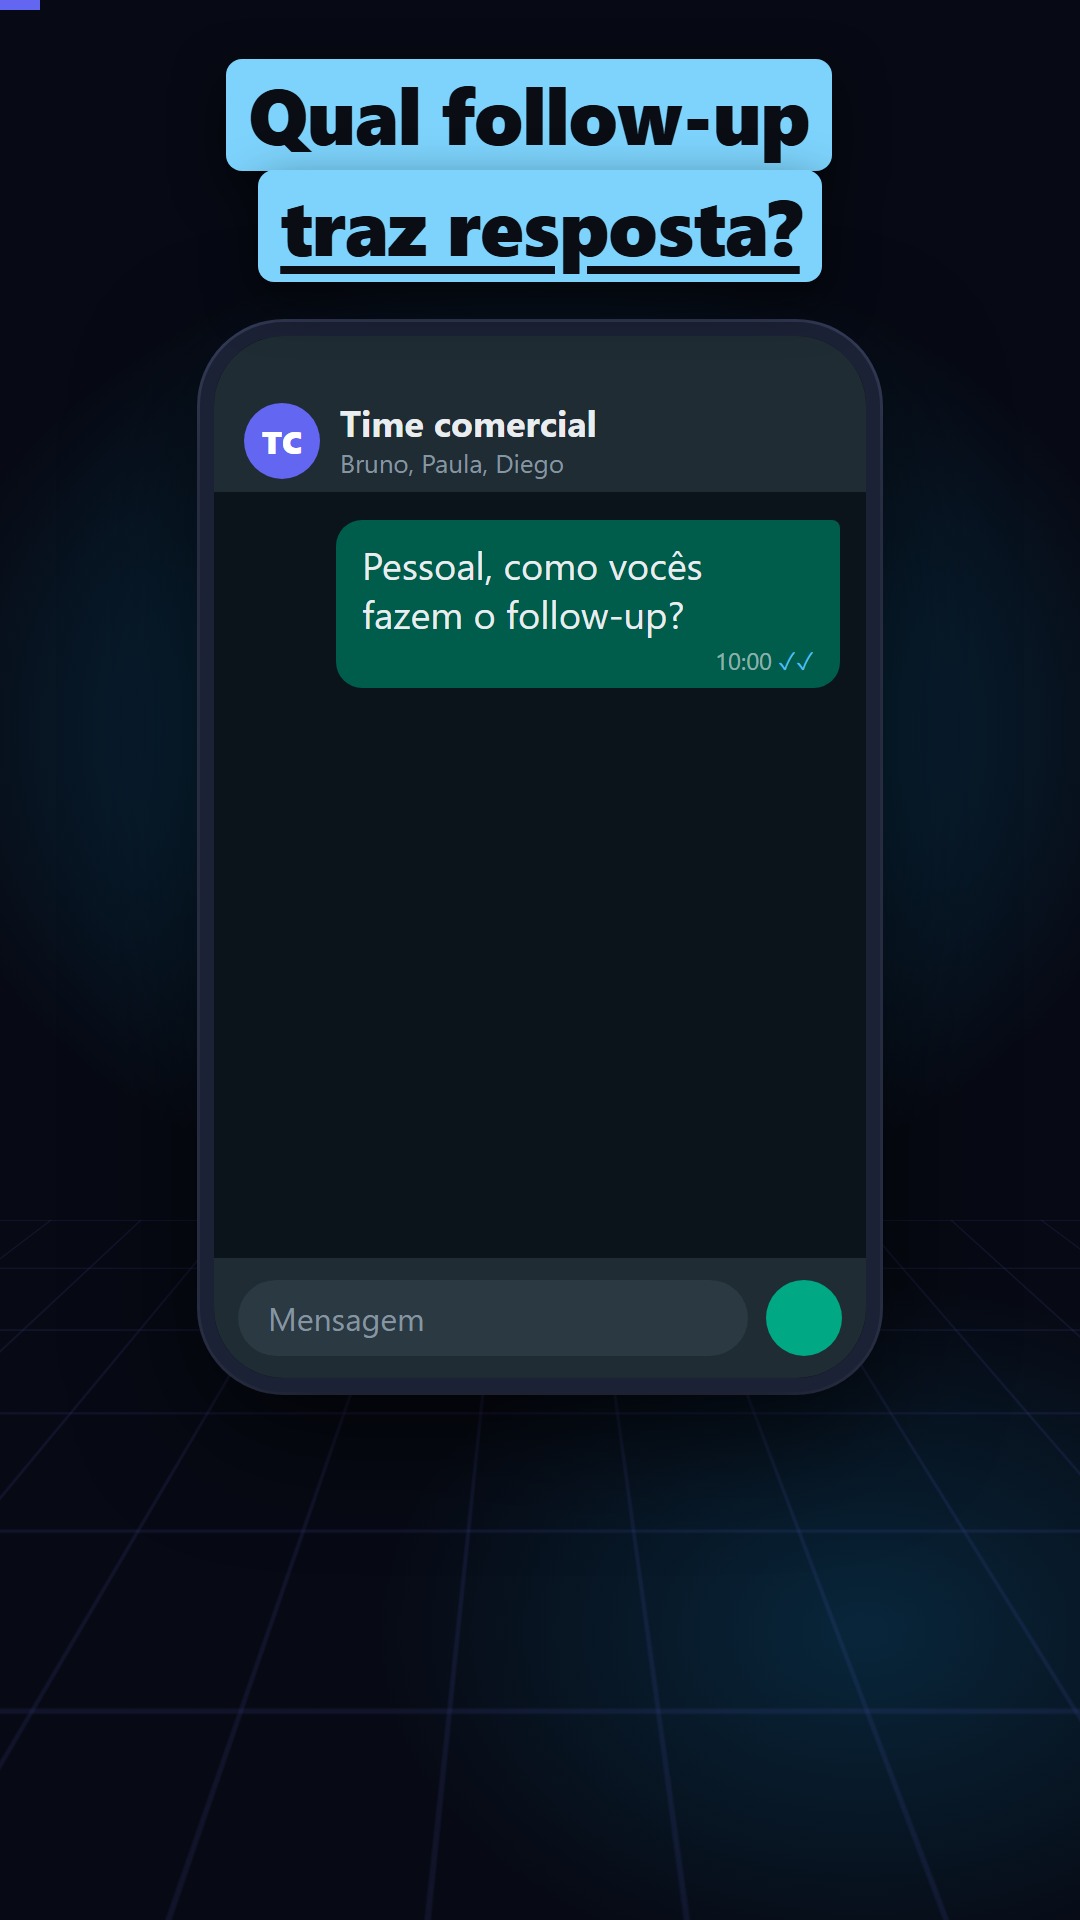 Qual follow-up
traz resposta?
TC
Time comercial
Bruno, Paula, Diego
Pessoal, como vocês
fazem o follow-up?
10:00 ✓✓
Mensagem